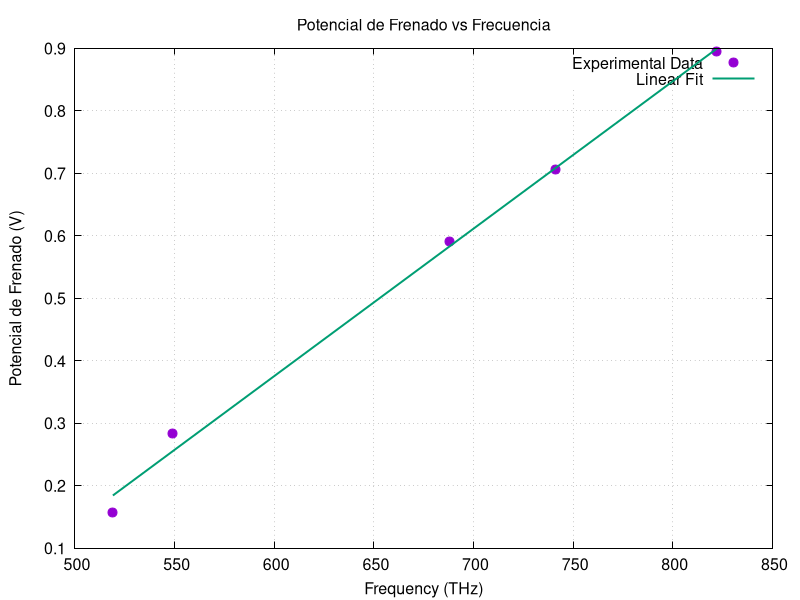 Potencial de Frenado vs Frecuencia
0.9
Experimental Data
Linear Fit
0.8
0.7
0.6
0.5
0.4
0.3
0.2
0.1
Potencial de Frenado (V)
500 550 600 650 700 750 800 850
Frequency (THz)